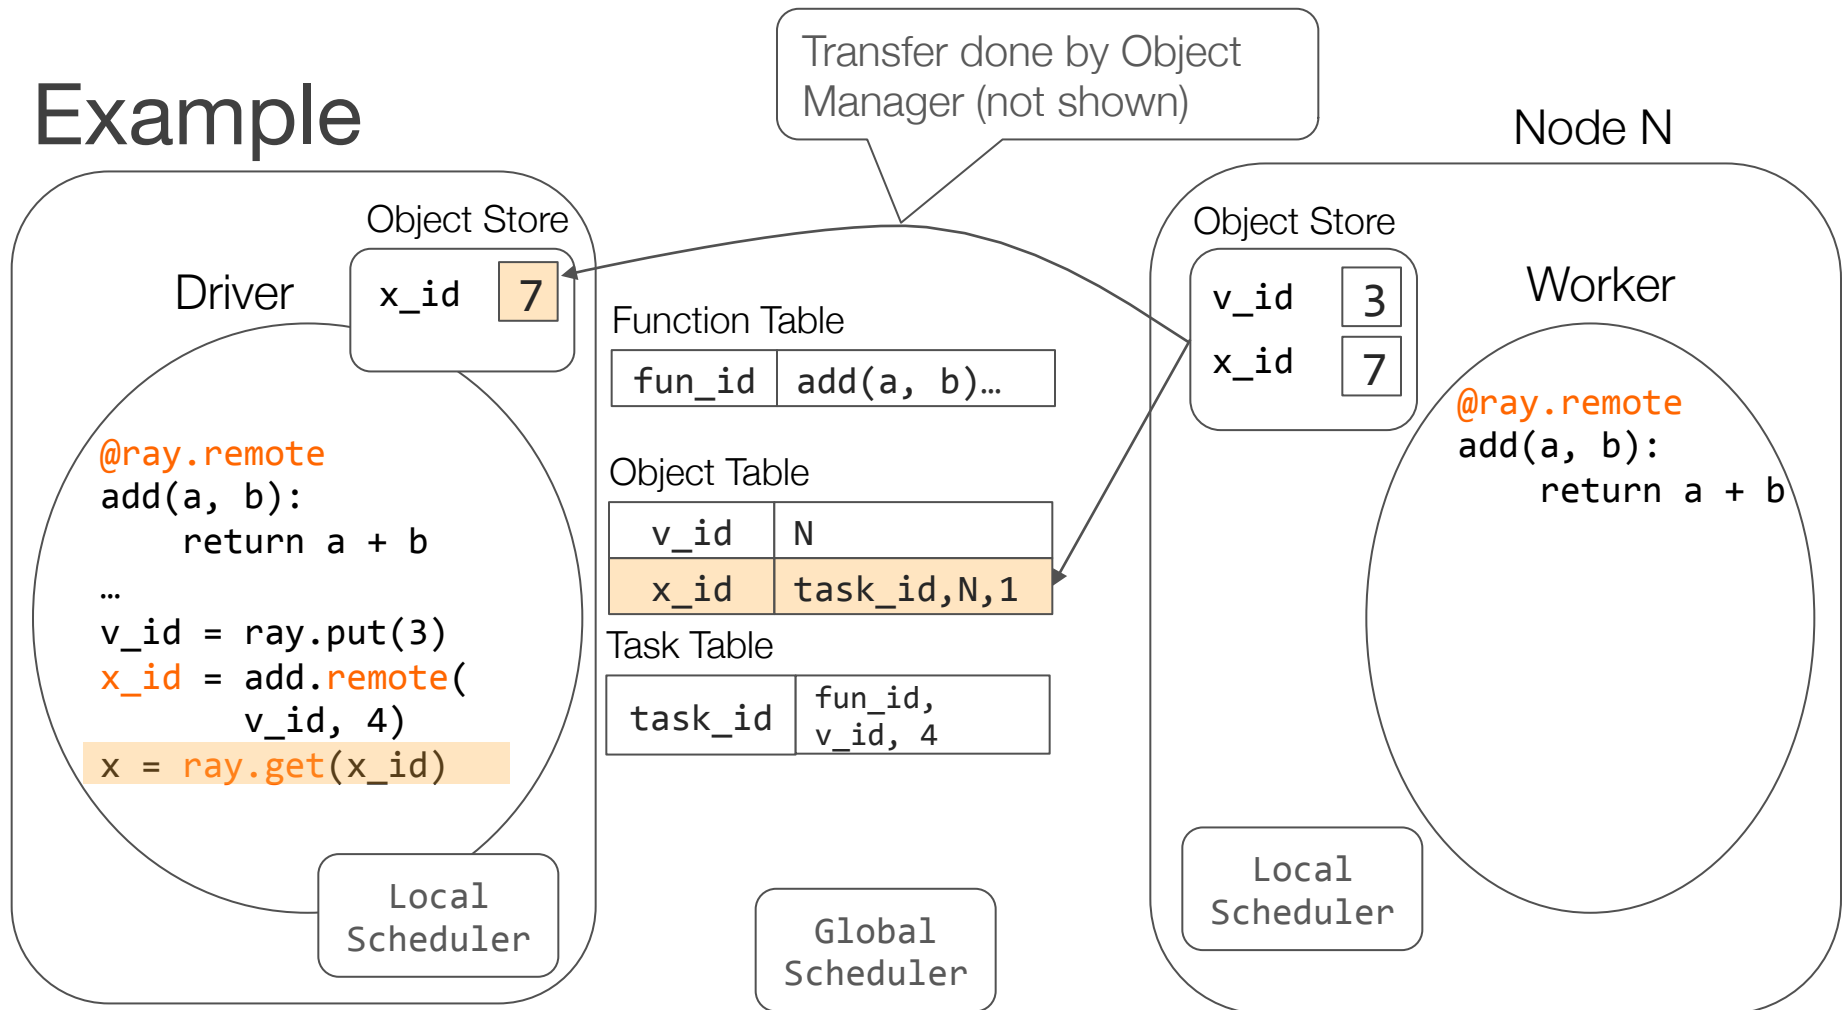 Example
Transfer done by Object
Manager (not shown)
Node N
Object Store
Driver
x_id 7
@ray.remote
add(a, b):
    return a + b
…
v_id = ray.put(3)
x_id = add.remote(
       v_id, 4)
x = ray.get(x_id)
Local
Scheduler
Function Table
fun_id add(a, b)…
Object Table
v_id N
x_id task_id,N,1
Task Table
task_id fun_id,
v_id, 4
Global
Scheduler
Object Store
v_id 3
x_id 7
Worker
@ray.remote
add(a, b):
    return a + b
Local
Scheduler